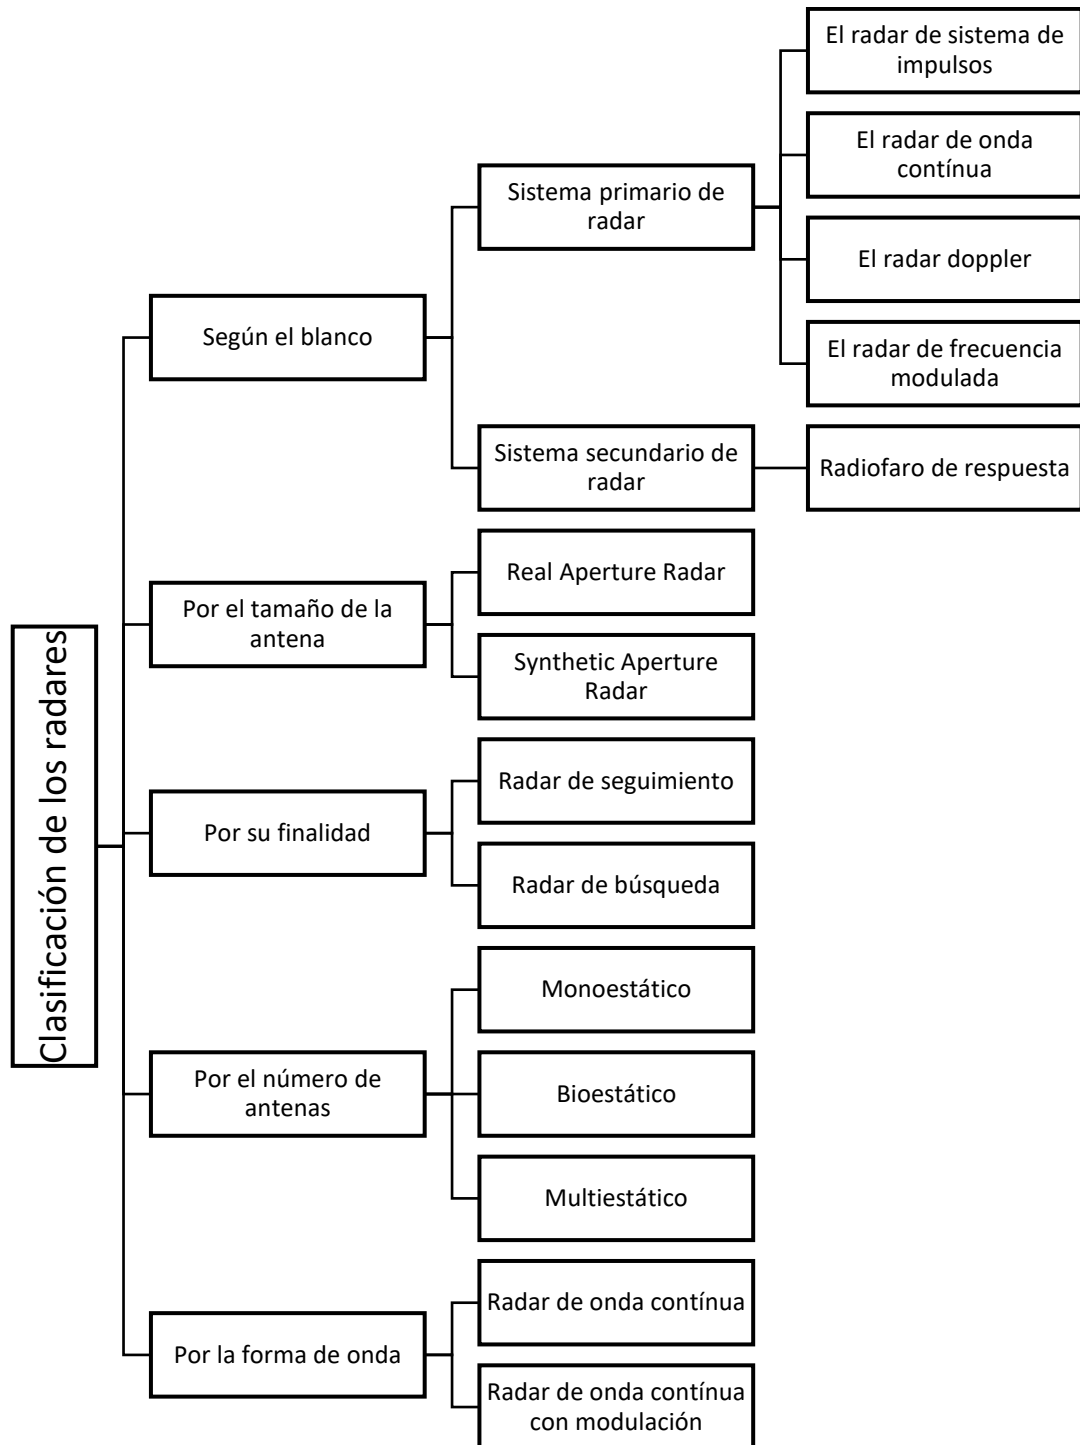 Clasificación de los radares
Según el blanco
Sistema primario de
radar
El radar de sistema de
impulsos
El radar de onda
contínua
El radar doppler
El radar de frecuencia
modulada
Sistema secundario de
radar
Radiofaro de respuesta
Por el tamaño de la
antena
Real Aperture Radar
Synthetic Aperture
Radar
Por su finalidad
Radar de seguimiento
Radar de búsqueda
Por el número de
antenas
Monoestático
Bioestático
Multiestático
Por la forma de onda
Radar de onda contínua
Radar de onda contínua
con modulación